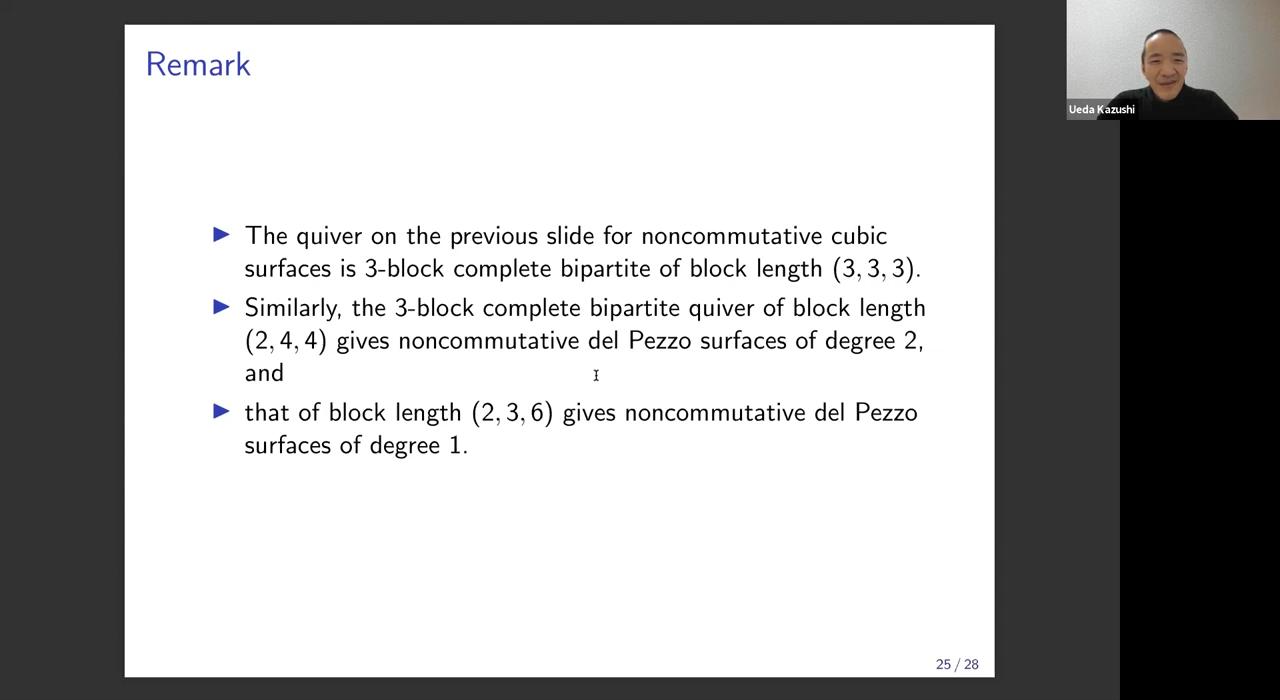 Remark
▶ The quiver on the previous slide for noncommutative cubic
surfaces is 3-block complete bipartite of block length (3, 3, 3).
▶ Similarly, the 3-block complete bipartite quiver of block length
(2, 4, 4) gives noncommutative del Pezzo surfaces of degree 2,
and
▶ that of block length (2, 3, 6) gives noncommutative del Pezzo
surfaces of degree 1.
25 / 28
Ueda Kazushi